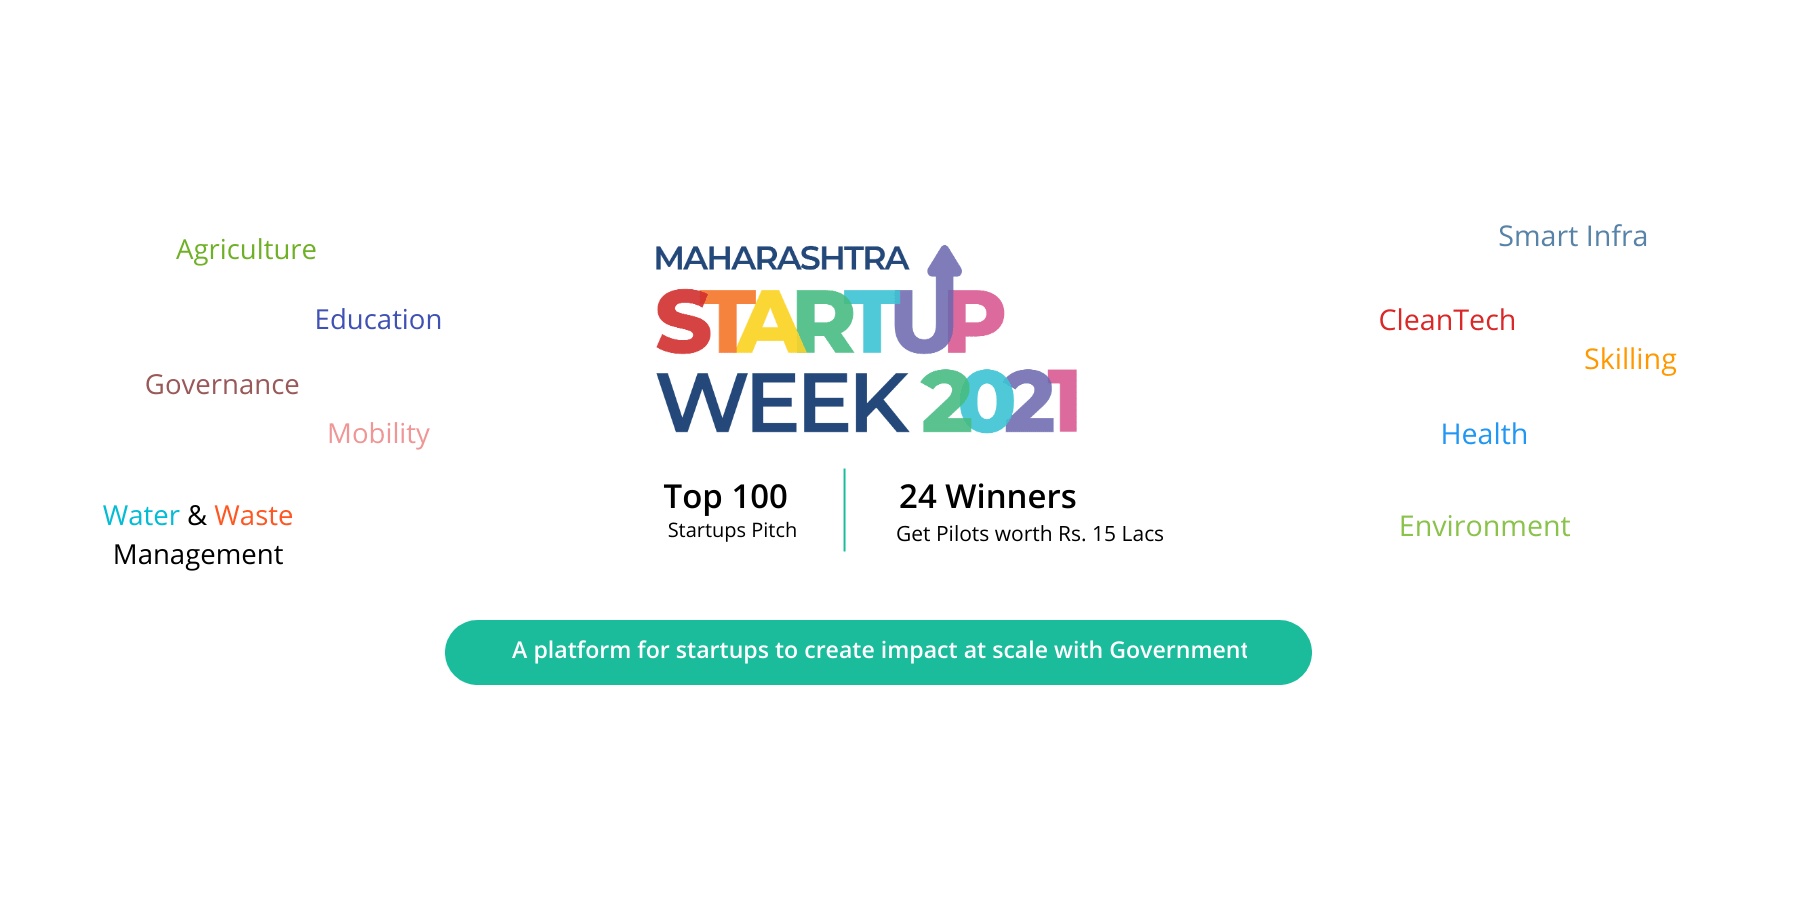 Agriculture
Education
Governance
Mobility
Water & Waste
Management
MAHARASHTRA
STARTUP
WEEK 2021
Top 100
Startups Pitch
24 Winners
Get Pilots worth Rs. 15 Lacs
A platform for startups to create impact at scale with Government
Smart Infra
CleanTech
Skilling
Health
Environment